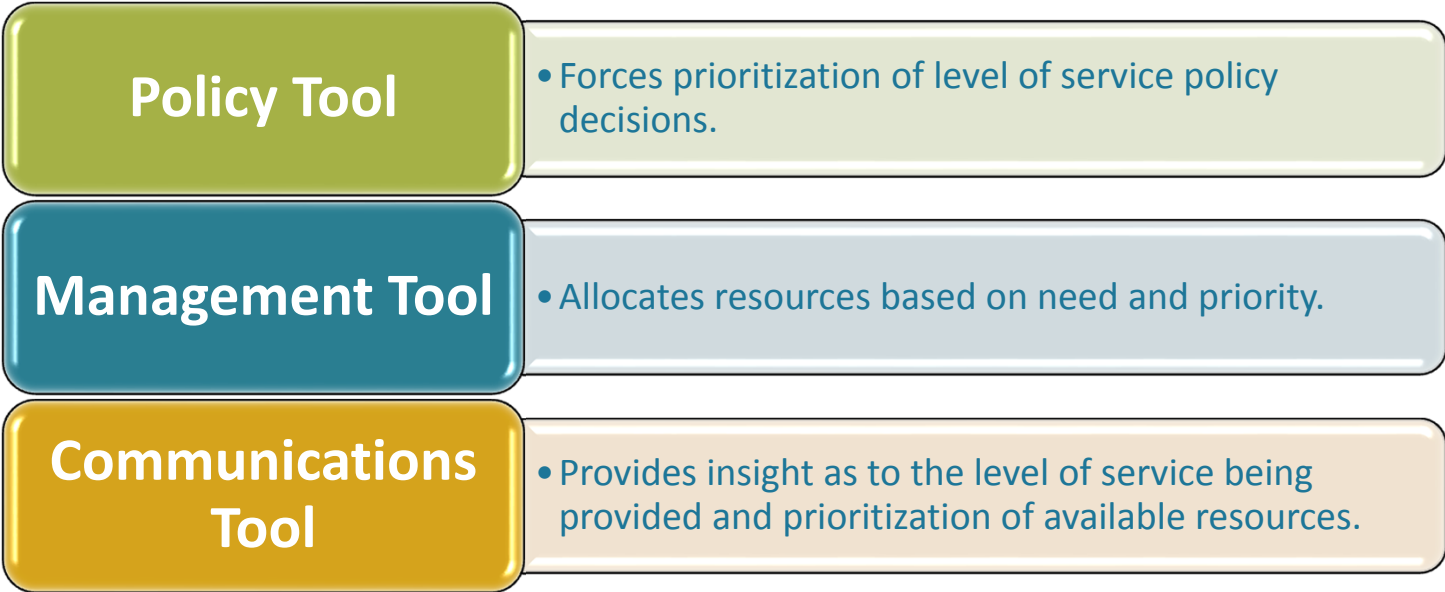 Policy Tool
• Forces prioritization of level of service policy
decisions.
Management Tool
• Allocates resources based on need and priority.
Communications
Tool
• Provides insight as to the level of service being
provided and prioritization of available resources.